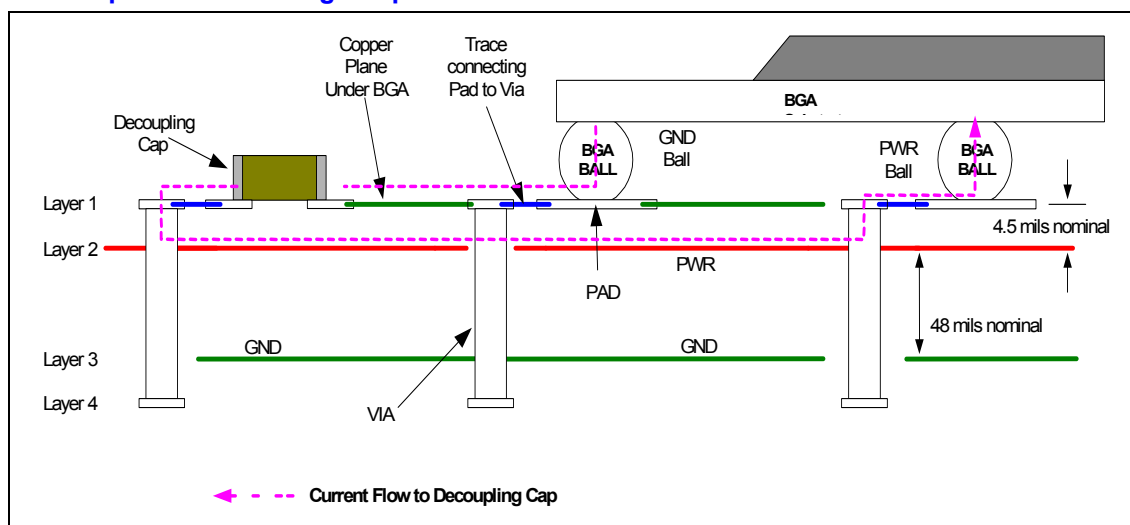 Copper
Plane
Under BGA
Trace
connecting
Pad to Via
BGA
Decoupling
Cap
BGA
BALL
GND
Ball
PWR
Ball
BGA
BALL
Layer 1
4.5 mils nominal
Layer 2
PWR
PAD
48 mils nominal
Layer 3
GND
GND
VIA
Layer 4
Current Flow to Decoupling Cap